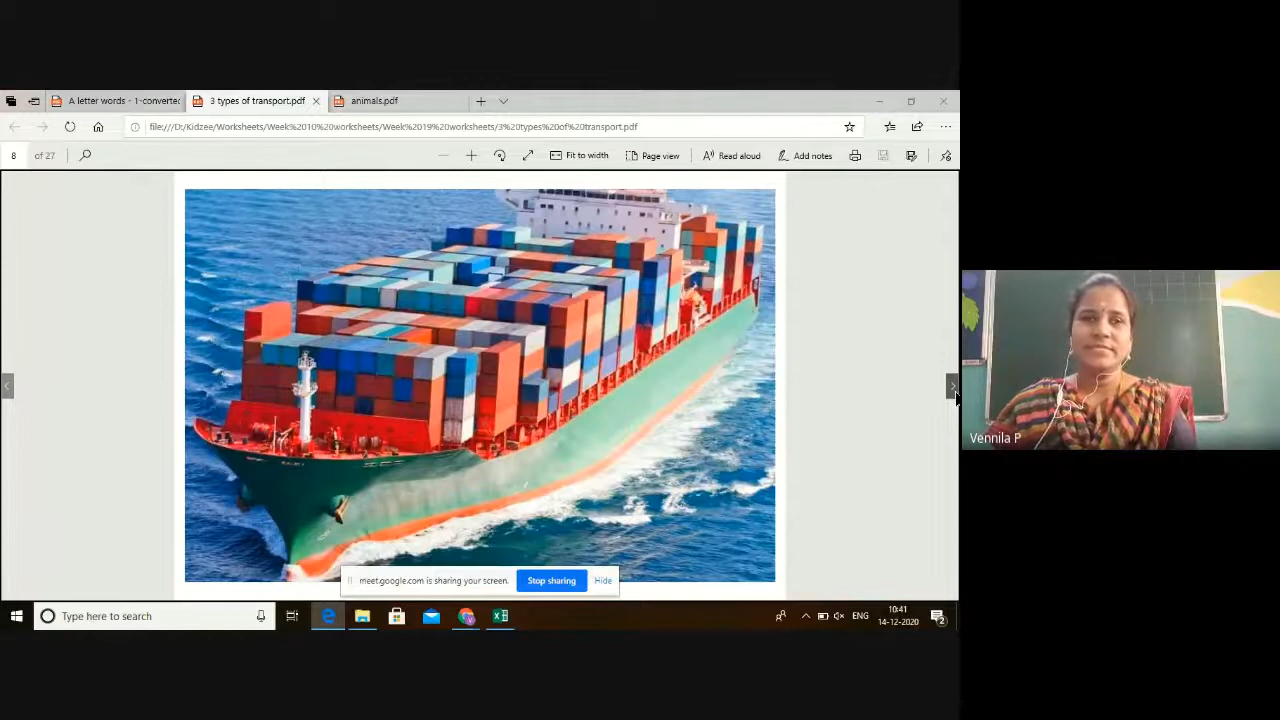 A letter words - 1-convertec
3 types of transport.pdf
animals.pdf
file:///D:/Kidzee/Worksheets/Week%2010%20worksheets/Week%2019%20worksheets/3%20types%20of%20transport.pdf
8 of 27
Fit to width
Page view
Read aloud
Add notes
Vennila P
meet.google.com is sharing your screen.
Stop sharing
Hide
Type here to search
ENG
10:41
14-12-2020
2